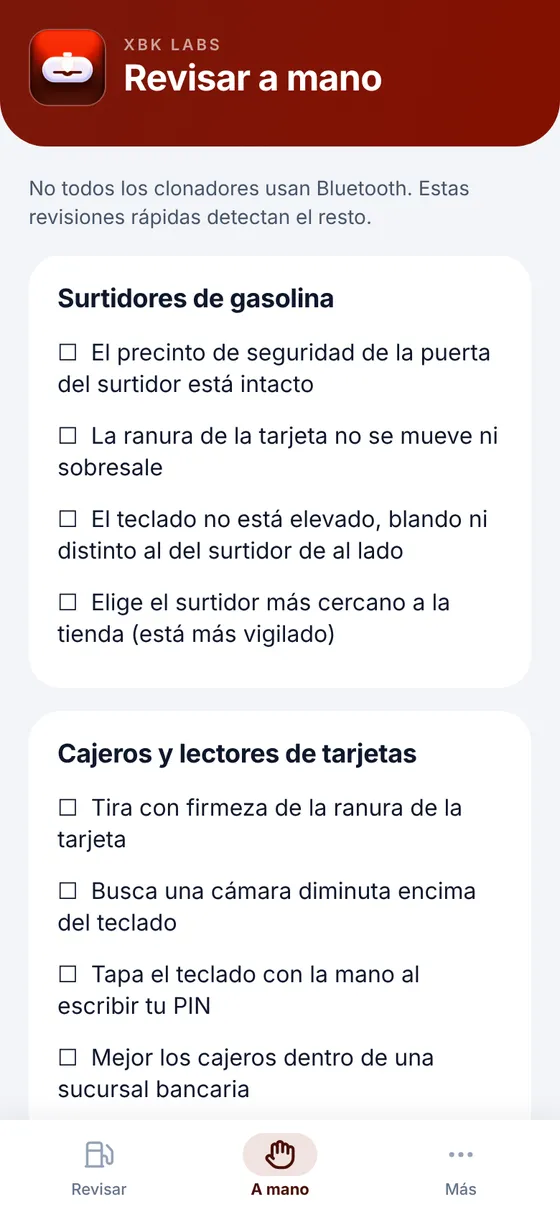 XBK LABS
Revisar a mano
No todos los clonadores usan Bluetooth. Estas
revisiones rápidas detectan el resto.
Surtidores de gasolina
☐ El precinto de seguridad de la puerta
del surtidor está intacto
☐ La ranura de la tarjeta no se mueve ni
sobresale
☐ El teclado no está elevado, blando ni
distinto al del surtidor de al lado
☐ Elige el surtidor más cercano a la
tienda (está más vigilado)
Cajeros y lectores de tarjetas
☐ Tira con firmeza de la ranura de la
tarjeta
☐ Busca una cámara diminuta encima
del teclado
☐ Tapa el teclado con la mano al
escribir tu PIN
☐ Mejor los cajeros dentro de una
sucursal bancaria
Revisar
A mano
Más